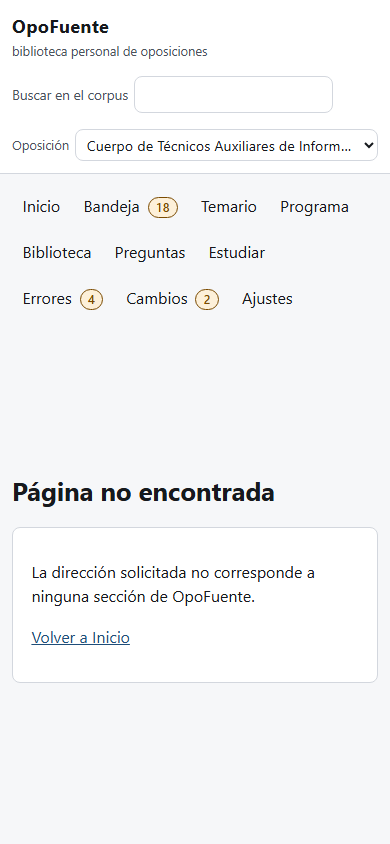 OpoFuente
biblioteca personal de oposiciones
Buscar en el corpus
Oposición Cuerpo de Técnicos Auxiliares de Inform...
Inicio Bandeja 18 Temario Programa
Biblioteca Preguntas Estudiar
Errores 4 Cambios 2 Ajustes
Página no encontrada
La dirección solicitada no corresponde a
ninguna sección de OpoFuente.
Volver a Inicio